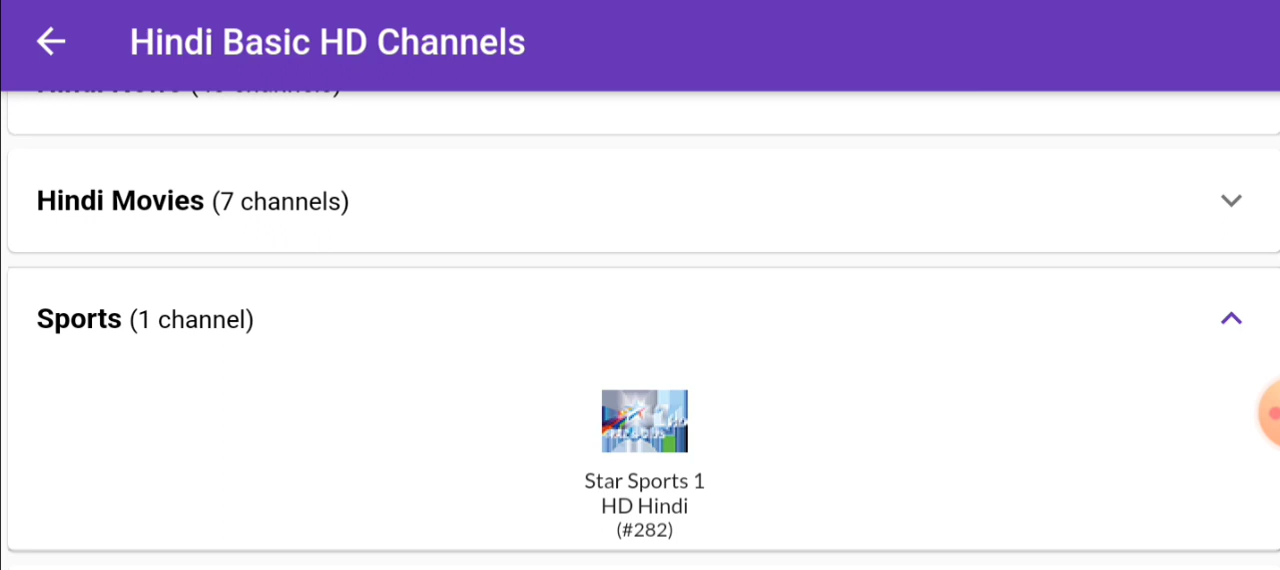 Hindi Basic HD Channels
Hindi Movies (7 channels)
Sports (1 channel)
Star Sports 1
HD Hindi
(#282)